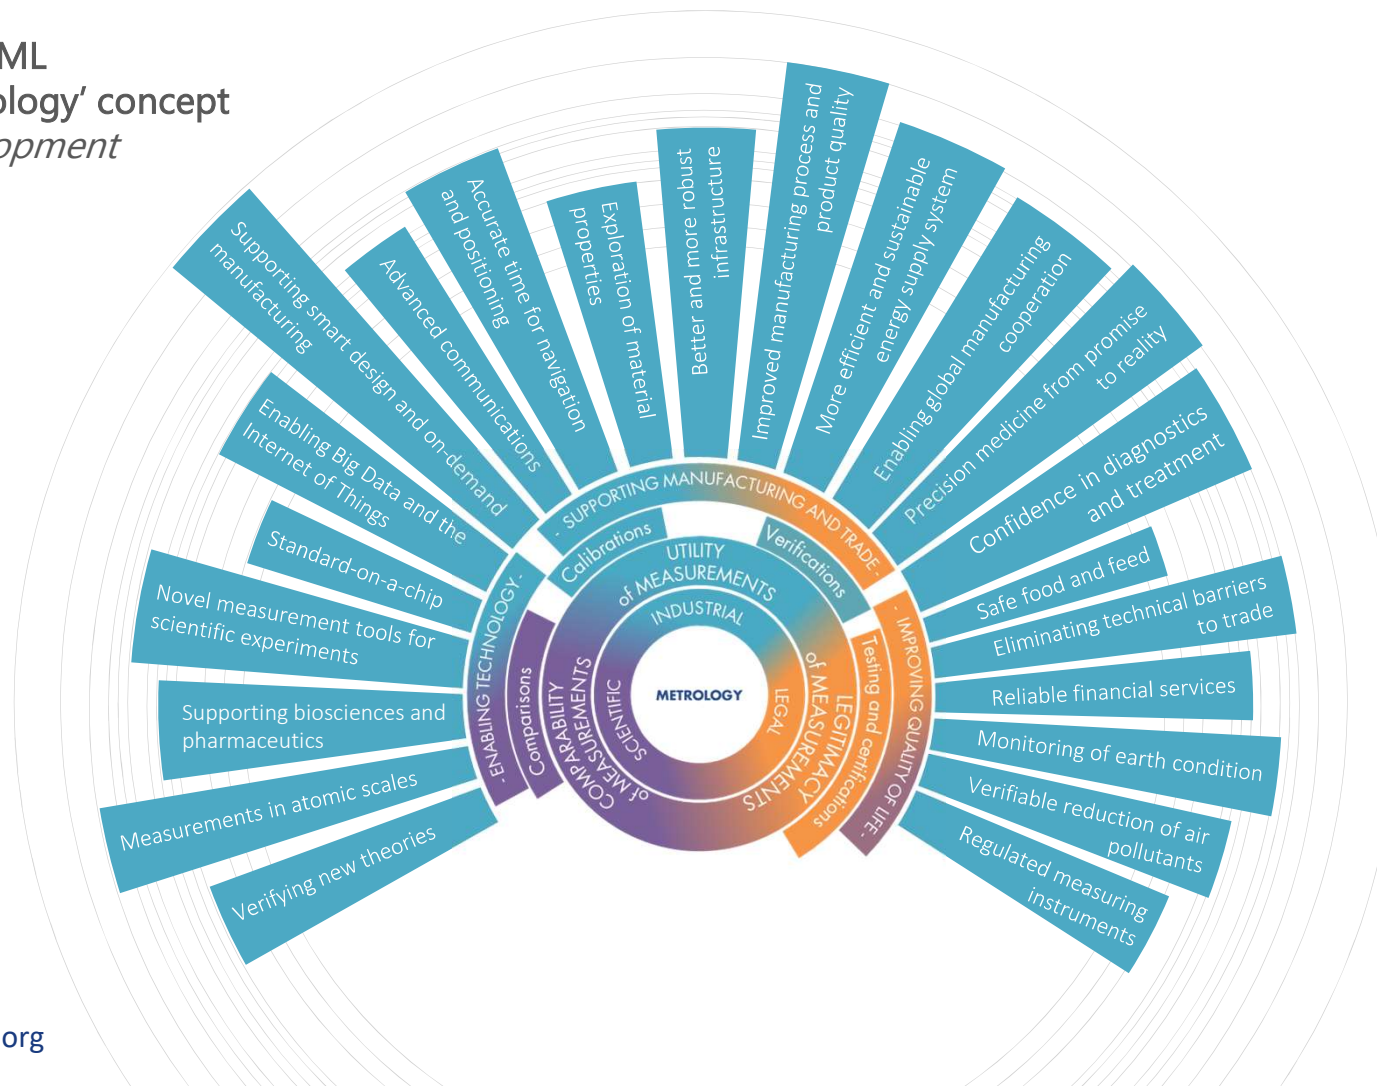 ML
ology’ concept
opment
Verifying new theories
Measurements in atomic scales
Supporting biosciences and
pharmaceutics
Novel measurement tools for
scientific experiments
Standard-on-a-chip
Enabling Big Data and the
Internet of Things
Supporting smart design and on-demand
manufacturing
Advanced communications
Accurate time for navigation
and positioning
Exploration of material
properties
Better and more robust
infrastructure
Improved manufacturing process and
product quality
More efficient and sustainable
energy supply system
Enabling global manufacturing
cooperation
Precision medicine from promise
to reality
Confidence in diagnostics
and treatment
Safe food and feed
Eliminating technical barriers
to trade
Reliable financial services
Monitoring of earth condition
Verifiable reduction of air
pollutants
Regulated measuring
instruments
- ENABLING TECHNOLOGY -
- SUPPORTING MANUFACTURING AND TRADE -
- IMPROVING QUALITY OF LIFE -
Comparisons
Calibrations
Verifications
Testing and certifications
COMPARABILITY
of MEASUREMENTS
UTILITY
of MEASUREMENTS
LEGITIMACY
of MEASUREMENTS
SCIENTIFIC
INDUSTRIAL
LEGAL
METROLOGY
org